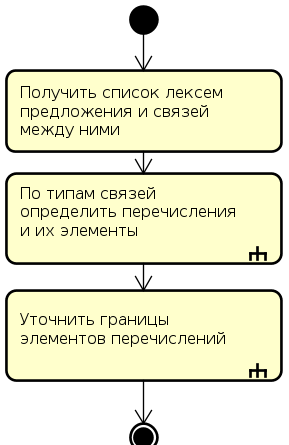 Получить список лексем
предложения и связей
между ними
По типам связей
определить перечисления
и их элементы
Уточнить границы
элементов перечислений